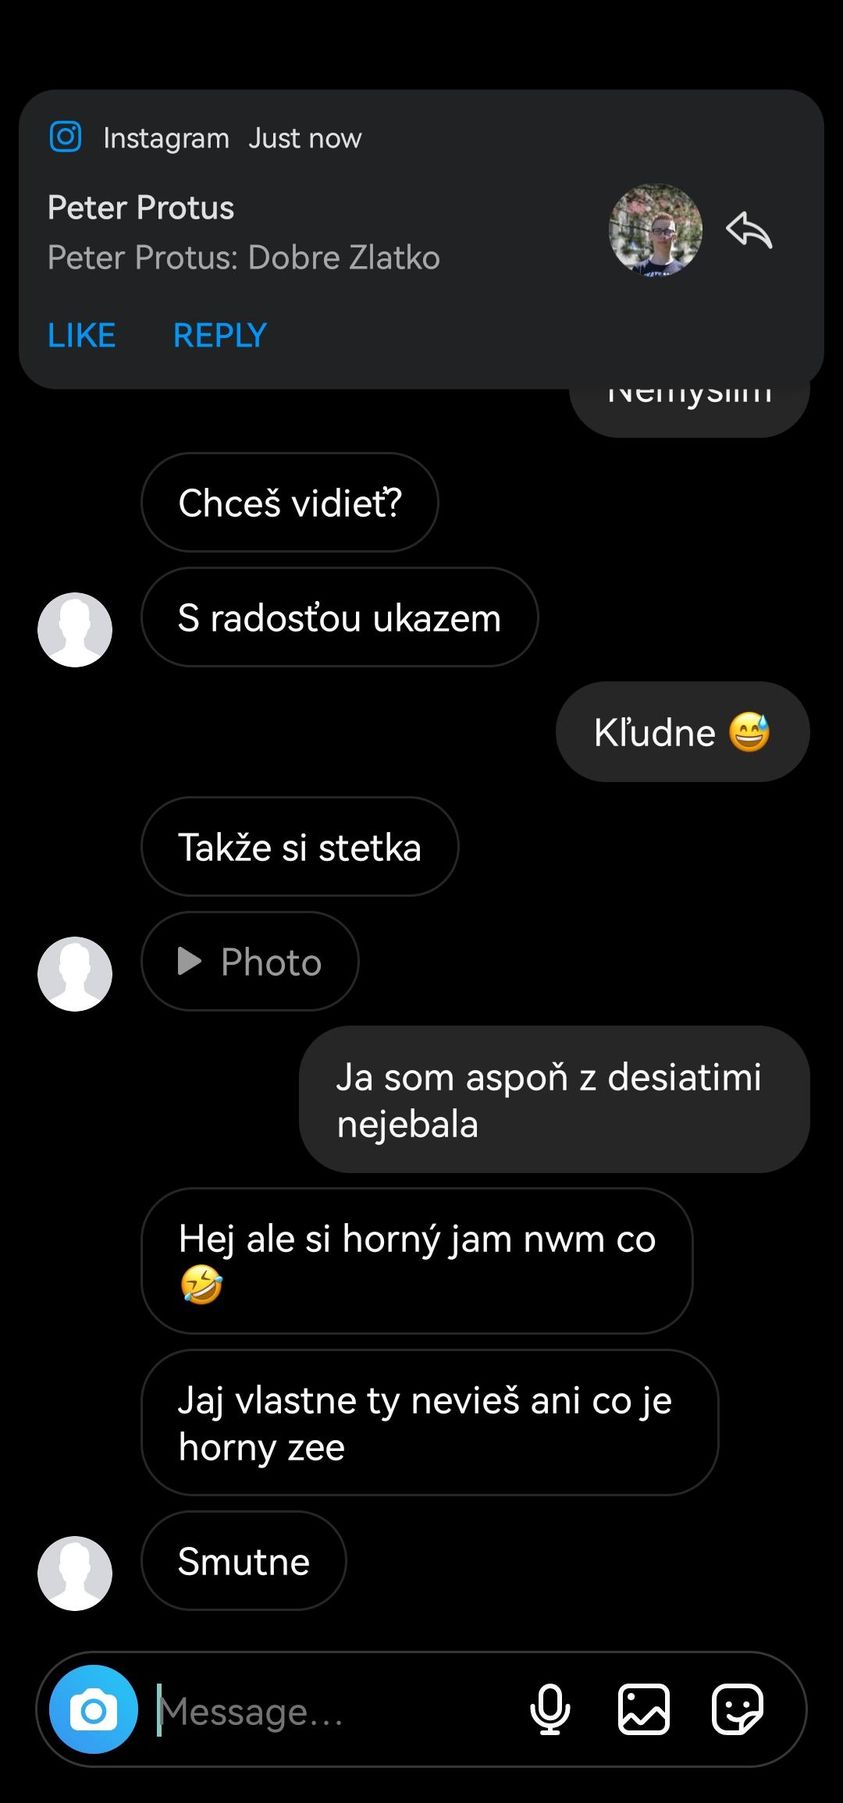 Instagram Just now
Peter Protus
Peter Protus: Dobre Zlatko
LIKE REPLY
Nemyslim
Chceš vidieť?
S radosťou ukazem
Kľudne 😅
Takže si stetka
Photo
Ja som aspoň z desiatimi
nejebala
Hej ale si horný jam nwm co
🤣
Jaj vlastne ty nevieš ani co je
horny zee
Smutne
Message...